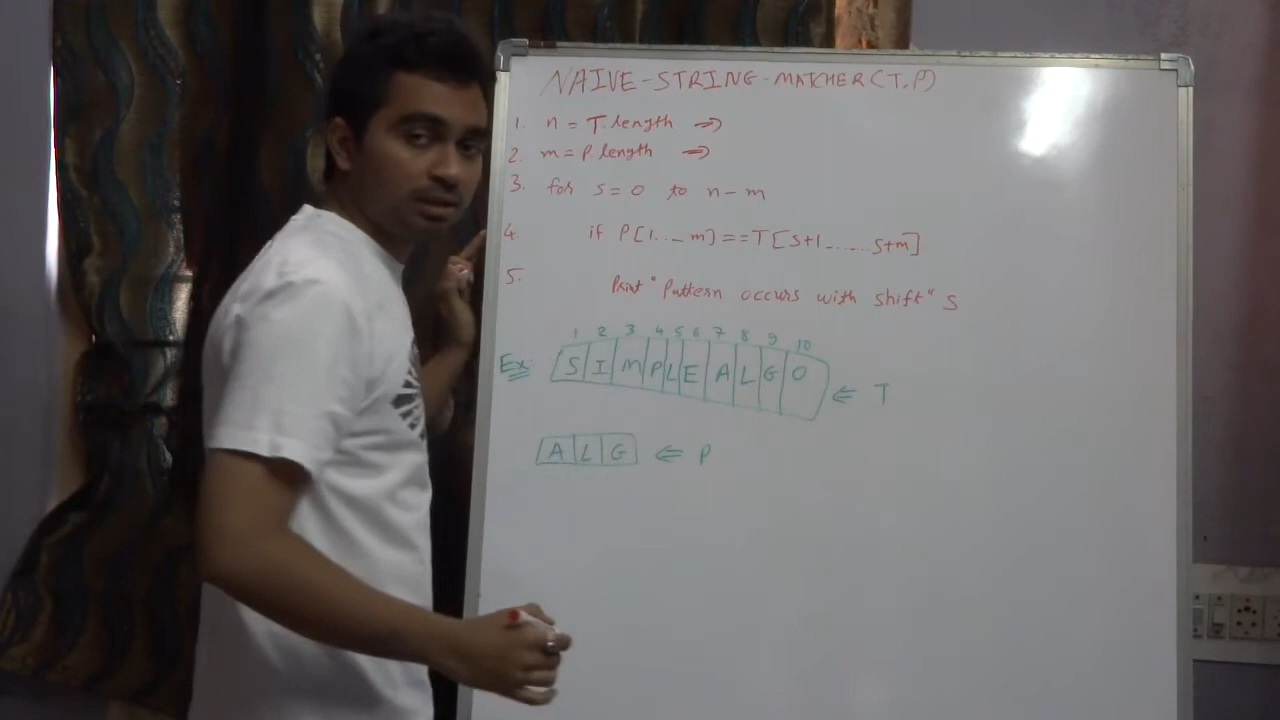 NAIVE-STRING-MATCHER(T,P)
1. n = T.length ⇒
2. m = P.length ⇒
3. for s = 0 to n - m
4. if P[1...m] == T[s+1......s+m]
5. Print "Pattern occurs with shift" s
1 2 3 4 5 6 7 8 9 10
Ex: S I M P L E A L G O ⇐ T
A L G ⇐ P